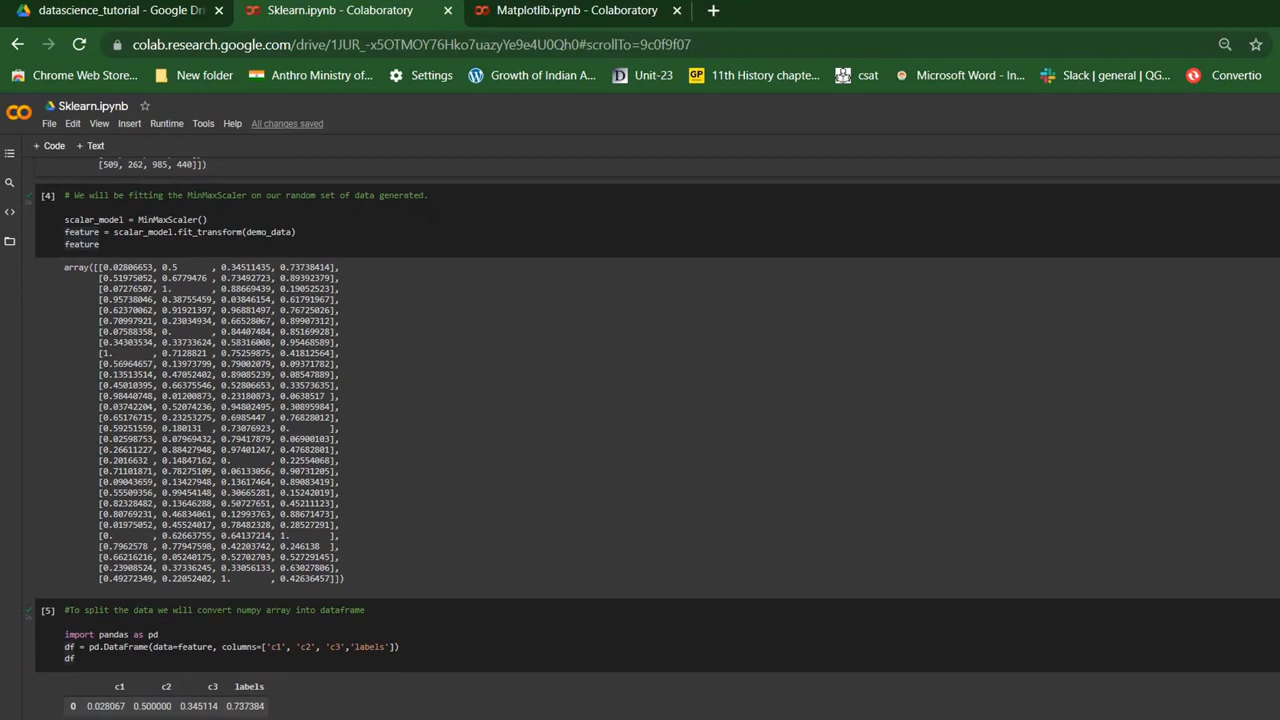 datascience_tutorial - Google Dri × Sklearn.ipynb - Colaboratory × Matplotlib.ipynb - Colaboratory × +
colab.research.google.com/drive/1JUR_-x5OTMOY76Hko7uazyYe9e4U0Qh0#scrollTo=9c0f9f07
Chrome Web Store... New folder Anthro Ministry of... Settings Growth of Indian A... Unit-23 GP 11th History chapte... csat Microsoft Word - In... Slack | general | QG... Convertio
CO Sklearn.ipynb
File Edit View Insert Runtime Tools Help All changes saved
+ Code + Text
[509, 262, 985, 440]])
[4] # We will be fitting the MinMaxScaler on our random set of data generated.
scalar_model = MinMaxScaler()
feature = scalar_model.fit_transform(demo_data)
feature
array([[0.02806653, 0.5 , 0.34511435, 0.73738414],
[0.51975052, 0.6779476 , 0.73492723, 0.89392379],
[0.07276507, 1. , 0.88669439, 0.19052523],
[0.95738046, 0.38755459, 0.03846154, 0.61791967],
[0.62370062, 0.91921397, 0.96881497, 0.76725026],
[0.70997921, 0.23034934, 0.66528067, 0.89907312],
[0.07588358, 0. , 0.84407484, 0.85169928],
[0.34303534, 0.33733624, 0.58316008, 0.95468589],
[1. , 0.7128821 , 0.75259875, 0.41812564],
[0.56964657, 0.13973799, 0.79002079, 0.09371782],
[0.13513514, 0.47052402, 0.89085239, 0.08547889],
[0.45010395, 0.66375546, 0.52806653, 0.33573635],
[0.98440748, 0.01200873, 0.23180873, 0.0638517 ],
[0.03742204, 0.52074236, 0.94802495, 0.30895984],
[0.65176715, 0.23253275, 0.6985447 , 0.76828012],
[0.59251559, 0.180131 , 0.73076923, 0. ],
[0.02598753, 0.07969432, 0.79417879, 0.06900103],
[0.26611227, 0.88427948, 0.97401247, 0.47682801],
[0.2016632 , 0.14847162, 0. , 0.22554068],
[0.71101871, 0.78275109, 0.06133056, 0.90731205],
[0.09043659, 0.13427948, 0.13617464, 0.89083419],
[0.55509356, 0.99454148, 0.30665281, 0.15242019],
[0.82328482, 0.13646288, 0.50727651, 0.45211123],
[0.80769231, 0.46834061, 0.12993763, 0.88671473],
[0.01975052, 0.45524017, 0.78482328, 0.28527291],
[0. , 0.62663755, 0.64137214, 1. ],
[0.7962578 , 0.77947598, 0.42203742, 0.246138 ],
[0.66216216, 0.05240175, 0.52702703, 0.52729145],
[0.23908524, 0.37336245, 0.33056133, 0.63027806],
[0.49272349, 0.22052402, 1. , 0.42636457]])
[5] #To split the data we will convert numpy array into dataframe
import pandas as pd
df = pd.DataFrame(data=feature, columns=['c1', 'c2', 'c3','labels'])
df
c1 c2 c3 labels
0 0.028067 0.500000 0.345114 0.737384